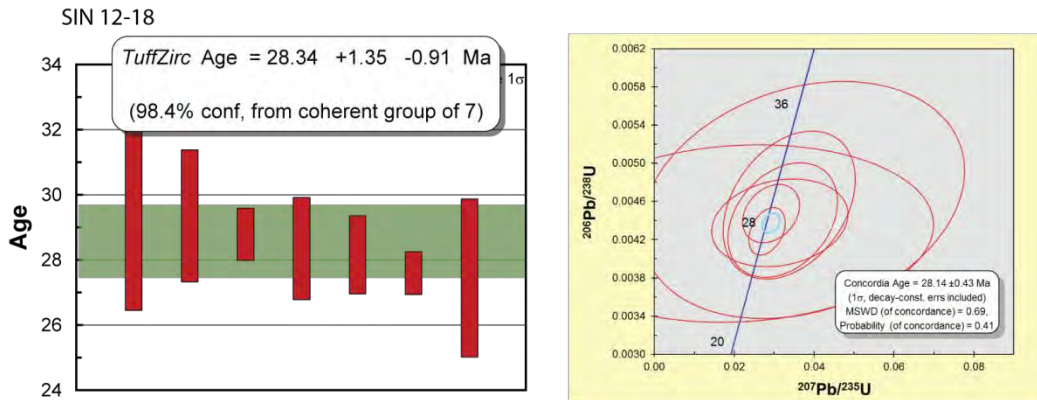 SIN 12-18
TuffZirc Age = 28.34 +1.35 -0.91 Ma
(98.4% conf, from coherent group of 7)
1σ
Age
34
32
30
28
26
24
206Pb/238U
0.0062
0.0058
0.0054
0.0050
0.0046
0.0042
0.0038
0.0034
0.0030
36
28
20
Concordia Age = 28.14 ±0.43 Ma
(1σ, decay-const. errs included)
MSWD (of concordance) = 0.69,
Probability (of concordance) = 0.41
0.00 0.02 0.04 0.06 0.08
207Pb/235U